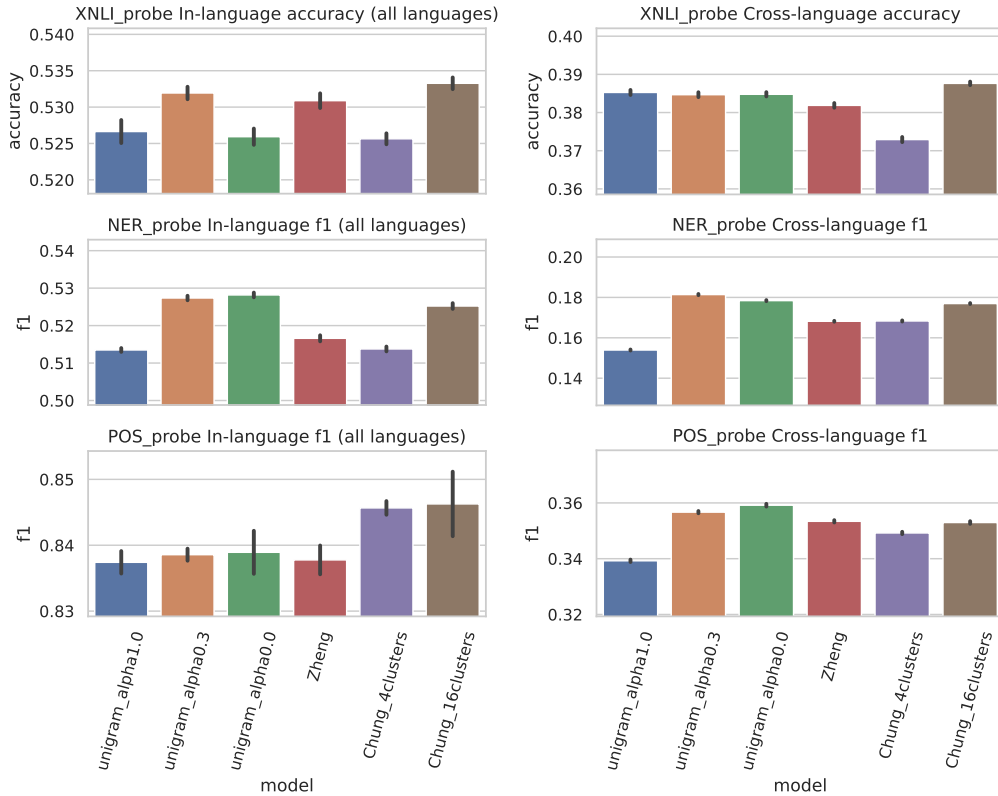 XNLI_probe In-language accuracy (all languages)
accuracy
0.540
0.535
0.530
0.525
0.520
XNLI_probe Cross-language accuracy
accuracy
0.40
0.39
0.38
0.37
0.36
NER_probe In-language f1 (all languages)
f1
0.54
0.53
0.52
0.51
0.50
NER_probe Cross-language f1
f1
0.20
0.18
0.16
0.14
POS_probe In-language f1 (all languages)
f1
0.85
0.84
0.83
unigram_alpha1.0
unigram_alpha0.3
unigram_alpha0.0
Zheng
Chung_4clusters
Chung_16clusters
model
POS_probe Cross-language f1
f1
0.36
0.34
0.32
unigram_alpha1.0
unigram_alpha0.3
unigram_alpha0.0
Zheng
Chung_4clusters
Chung_16clusters
model